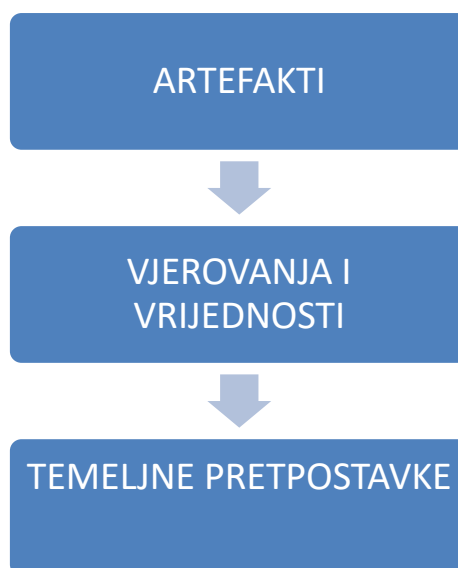 ARTEFAKTI
VJEROVANJA I
VRIJEDNOSTI
TEMELJNE PRETPOSTAVKE